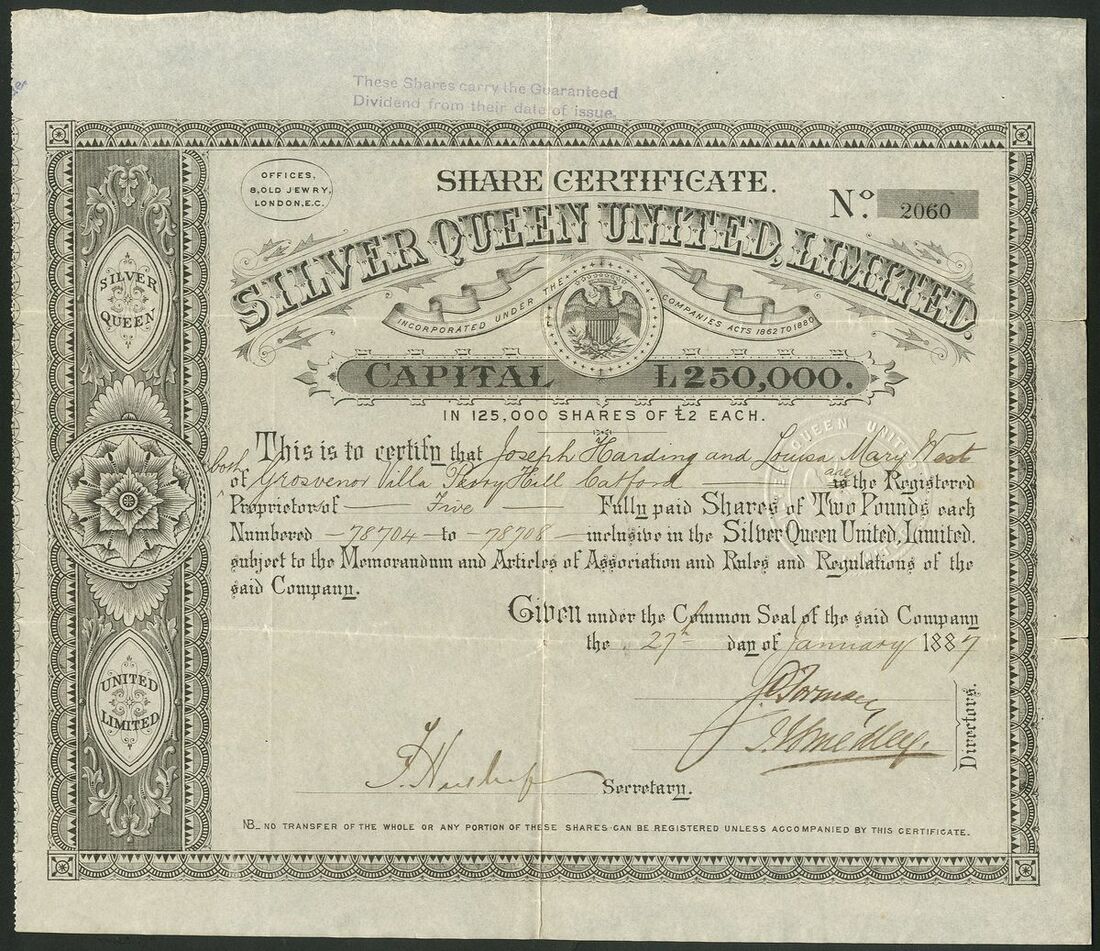 These Shares carry the Guaranteed
Dividend from their date of issue.
OFFICES,
8, OLD JEWRY,
LONDON, E.C.
SHARE CERTIFICATE.
No. 2060
SILVER QUEEN UNITED, LIMITED.
INCORPORATED UNDER THE COMPANIES ACTS 1862 TO 1880
CAPITAL £250,000.
IN 125,000 SHARES OF £2 EACH.
SILVER
QUEEN
UNITED
LIMITED
This is to certify that Joseph Harding and Louisa Mary West
both
of Grosvenor Villa Hill Catford are is the Registered
Proprietor of — Five — Fully paid Shares of Two Pounds each
Numbered — 78704 — to — 78708 — inclusive in the Silver Queen United, Limited.
subject to the Memorandum and Articles of Association and Rules and Regulations of the
said Company.
Given under the Common Seal of the said Company
the 27th day of January 1887
Directors.
Secretary.
NB_ NO TRANSFER OF THE WHOLE OR ANY PORTION OF THESE SHARES CAN BE REGISTERED UNLESS ACCOMPANIED BY THIS CERTIFICATE.